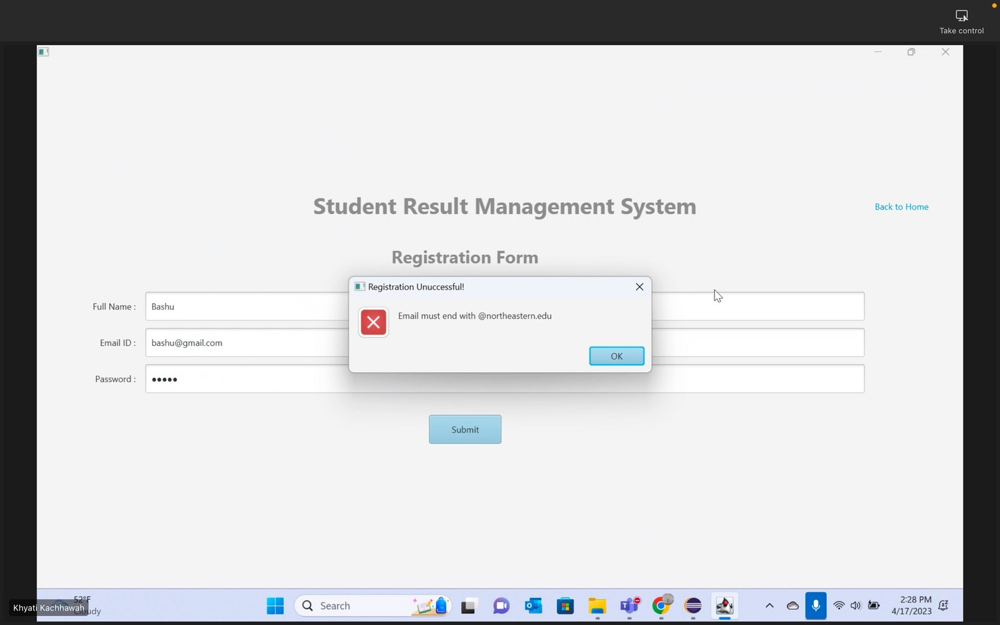 Take control
Student Result Management System
Back to Home
Registration Form
Registration Unuccessful!
Full Name :
Bashu
Email must end with @northeastern.edu
Email ID :
bashu@gmail.com
OK
Password :
•••••
Submit
52°F
Cloudy
Khyati Kachhawah
Search
2:28 PM
4/17/2023